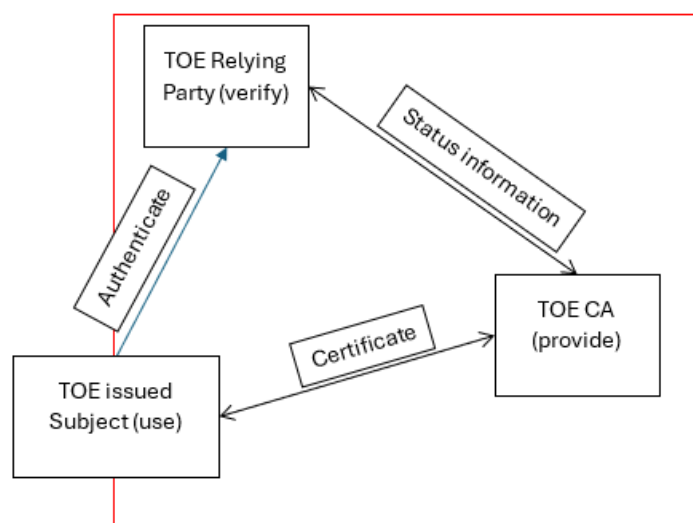 TOE Relying
Party (verify)
Status information
Authenticate
TOE CA
(provide)
Certificate
TOE issued
Subject (use)